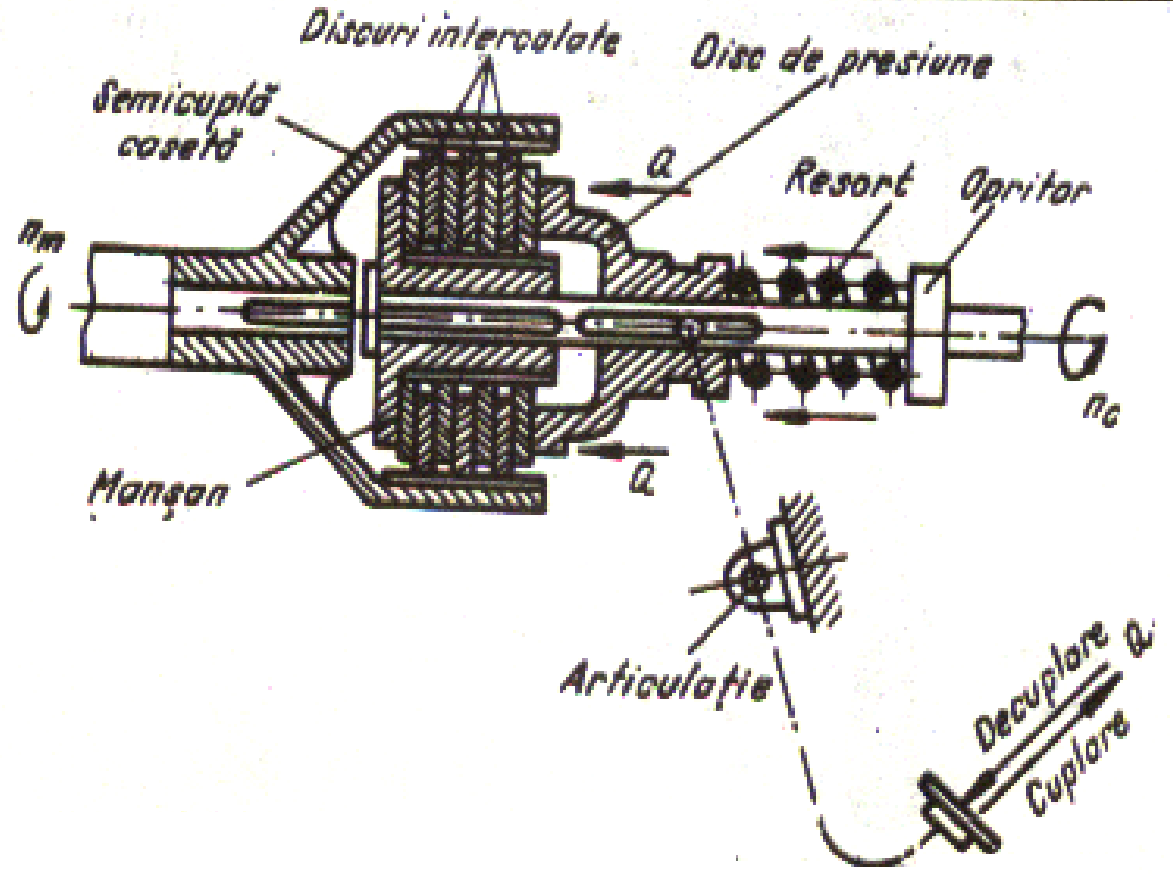 Discuri intercalate
Disc de presiune
Semicuplă
casetă
Q
Resort
Opritor
nm
nc
Manşon
Q
Articulaţie
Decuplare
Q
Cuplare